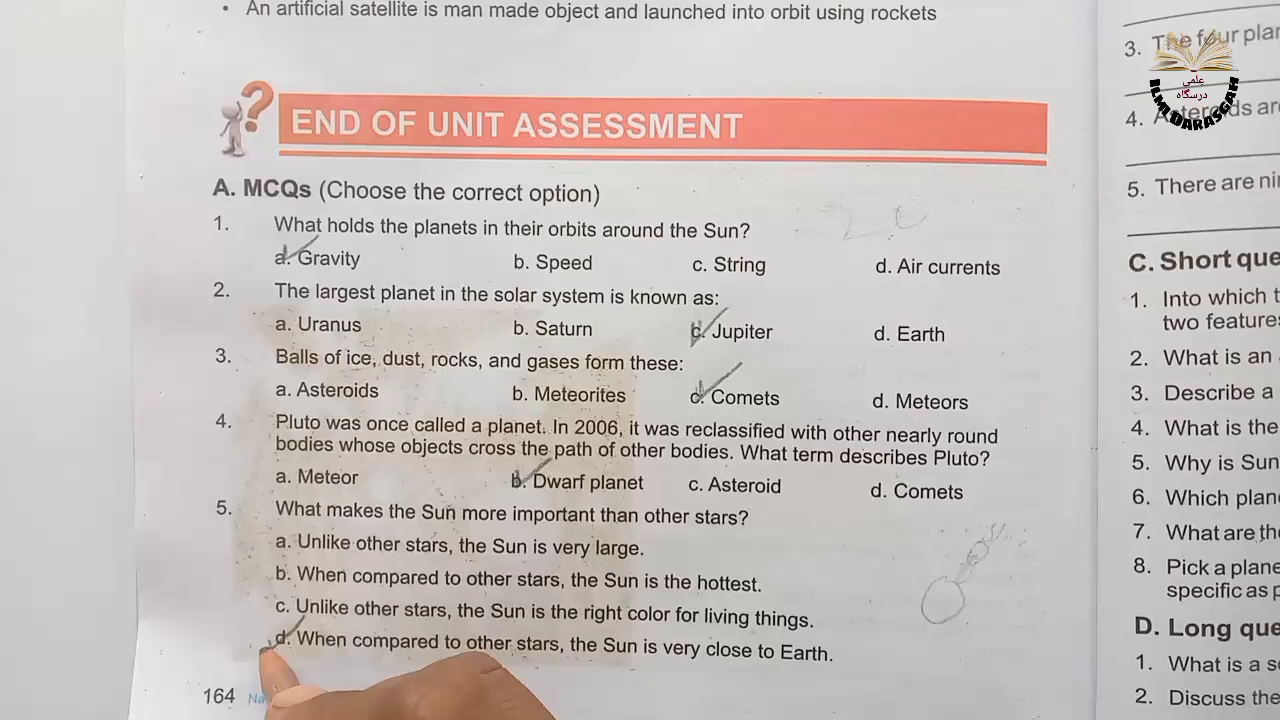 • An artificial satellite is man made object and launched into orbit using rockets
END OF UNIT ASSESSMENT
A. MCQs (Choose the correct option)
1. What holds the planets in their orbits around the Sun?
a. Gravity b. Speed c. String d. Air currents
2. The largest planet in the solar system is known as:
a. Uranus b. Saturn c. Jupiter d. Earth
3. Balls of ice, dust, rocks, and gases form these:
a. Asteroids b. Meteorites c. Comets d. Meteors
4. Pluto was once called a planet. In 2006, it was reclassified with other nearly round
bodies whose objects cross the path of other bodies. What term describes Pluto?
a. Meteor b. Dwarf planet c. Asteroid d. Comets
5. What makes the Sun more important than other stars?
a. Unlike other stars, the Sun is very large.
b. When compared to other stars, the Sun is the hottest.
c. Unlike other stars, the Sun is the right color for living things.
d. When compared to other stars, the Sun is very close to Earth.
164
3. The four
4.
5. There are
C. Short
1. Into which
two
2. What is an
3. Describe a
4. What is the
5. Why is Sun
6. Which
7. What are
8. Pick a
specific as
D. Long
1. What is a
2. Discuss the
علمی
درسگاه
ILMI DARASGAH